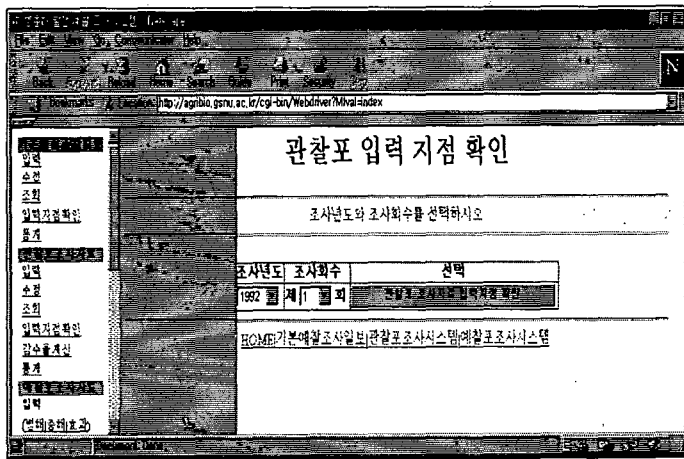 File Edit View Go Communicator Help
Back Reload Home Search Guide Print Security
Bookmarks Location: http://agribio.gsnu.ac.kr/cgi-bin/Webdriver?MIval=index
입력
수정
조회
입력지점확인
통계
입력
수정
조회
입력지점확인
감수율계산
통계
입력
(병해|충해|효과)
관찰포 입력 지점 확인
조사년도와 조사회수를 선택하시오
조사년도 조사회수 선택
1992 제 1 회
HOME|기본예찰조사일보|관찰포조사시스템|예찰포조사시스템